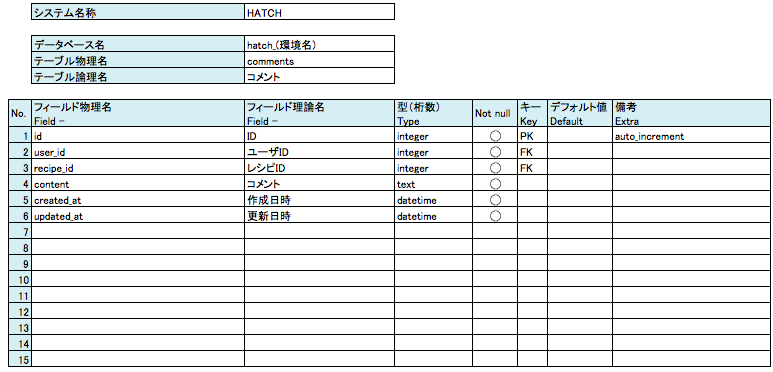 システム名称 HATCH
データベース名 hatch_(環境名)
テーブル物理名 comments
テーブル論理名 コメント
No. フィールド物理名 Field - フィールド理論名 Field - 型(桁数) Type Not null キー Key デフォルト値 Default 備考 Extra
1 id ID integer ◯ PK auto_increment
2 user_id ユーザID integer ◯ FK
3 recipe_id レシピID integer ◯ FK
4 content コメント text ◯
5 created_at 作成日時 datetime ◯
6 updated_at 更新日時 datetime ◯
7
8
9
10
11
12
13
14
15